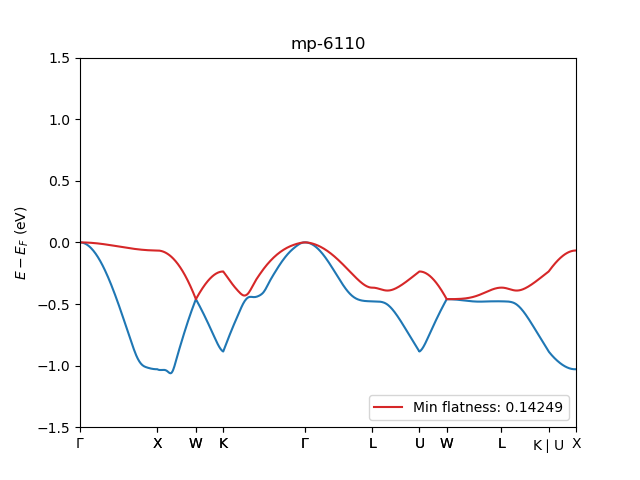 mp-6110
E − E_F (eV)
1.5
1.0
0.5
0.0
−0.5
−1.0
−1.5
Min flatness: 0.14249
Γ X W K Γ L U W L K | U X